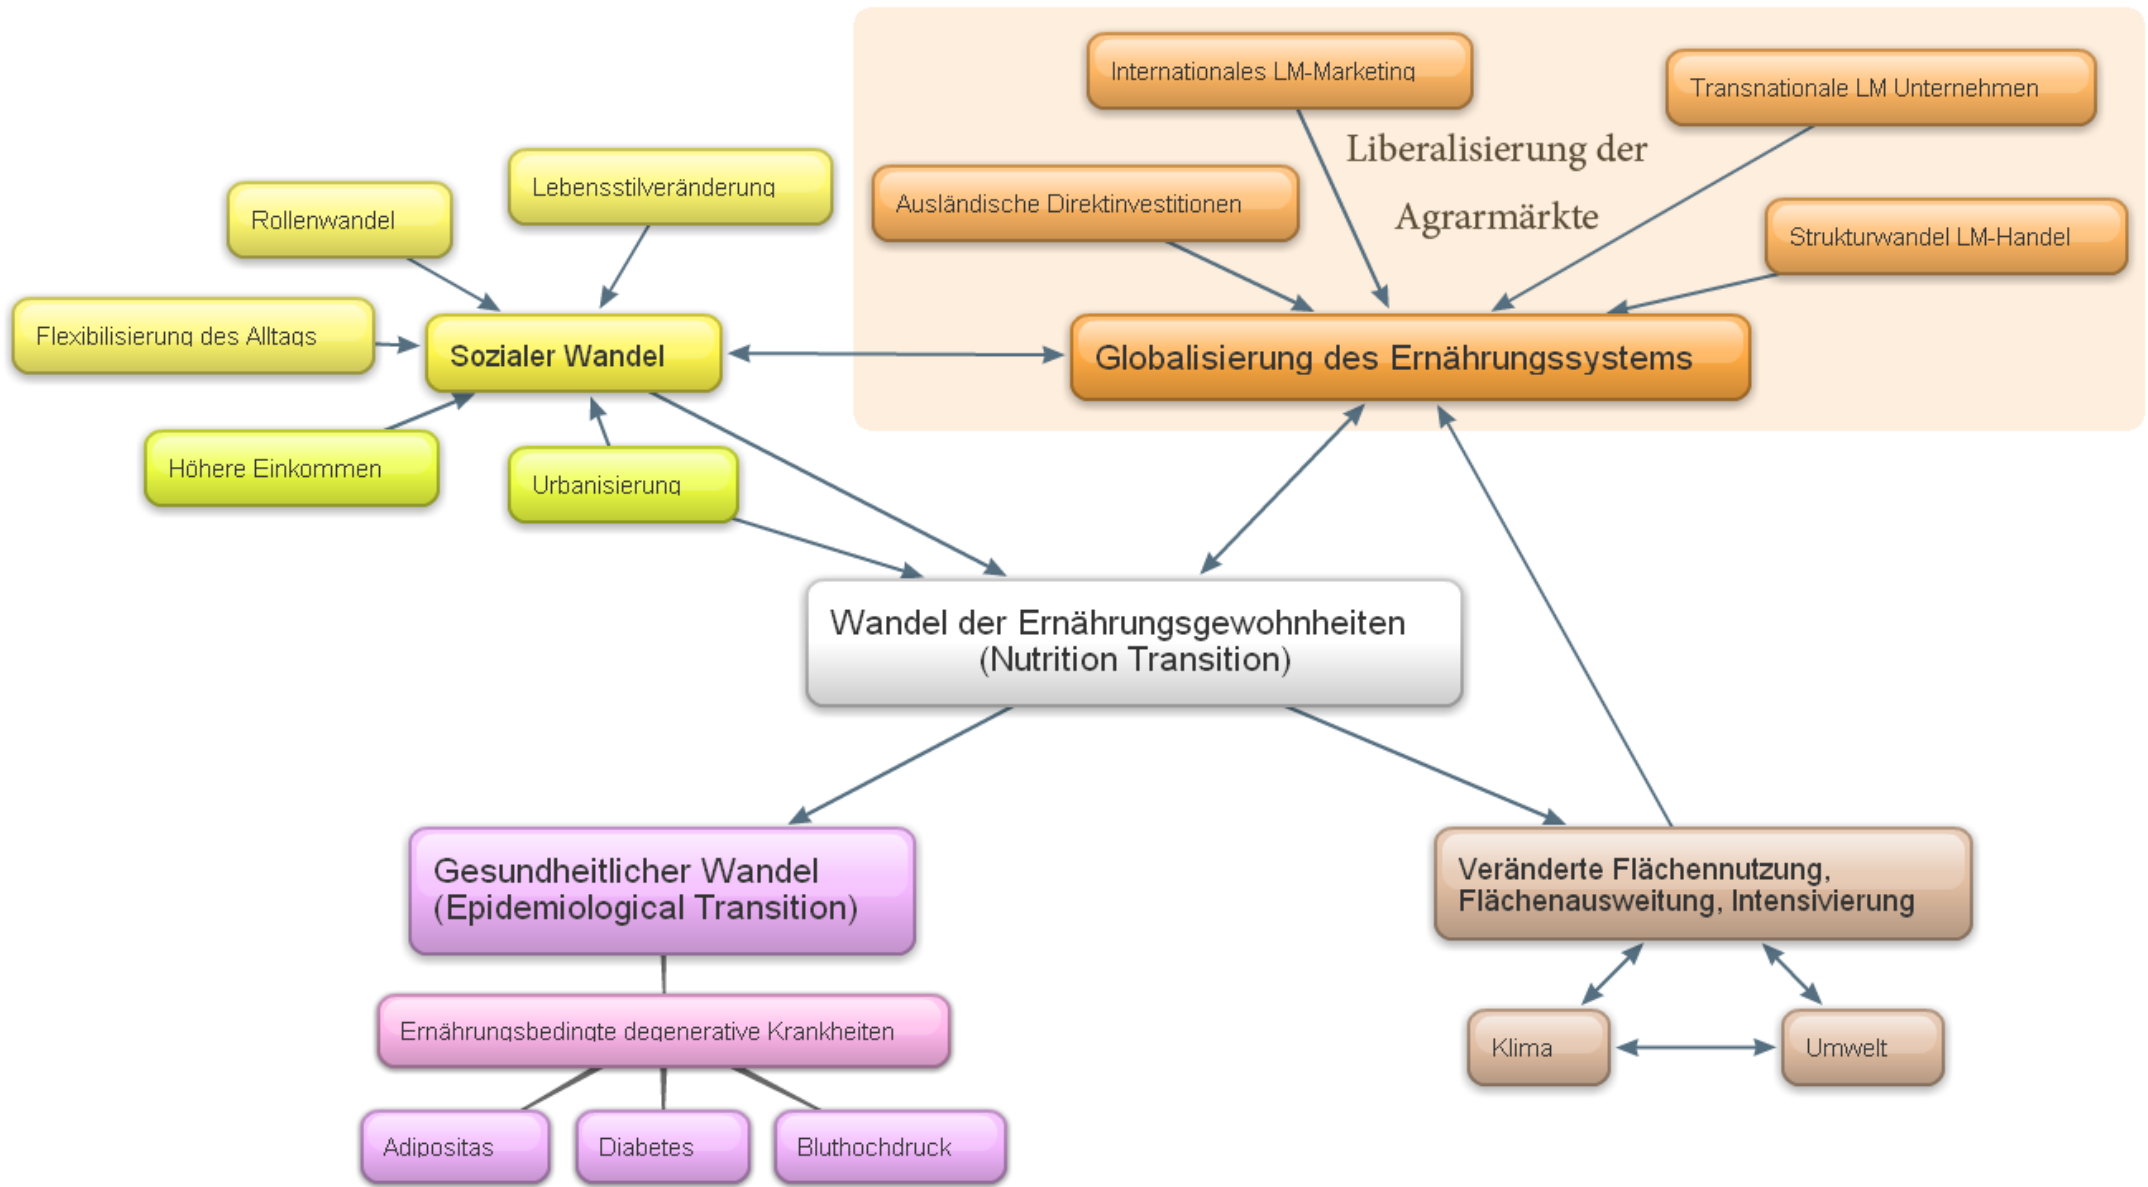 Internationales LM-Marketing
Transnationale LM Unternehmen
Liberalisierung der
Agrarmärkte
Ausländische Direktinvestitionen
Strukturwandel LM-Handel
Globalisierung des Ernährungssystems
Lebensstilveränderung
Rollenwandel
Flexibilisierung des Alltags
Sozialer Wandel
Höhere Einkommen
Urbanisierung
Wandel der Ernährungsgewohnheiten
(Nutrition Transition)
Gesundheitlicher Wandel
(Epidemiological Transition)
Ernährungsbedingte degenerative Krankheiten
Adipositas
Diabetes
Bluthochdruck
Veränderte Flächennutzung,
Flächenausweitung, Intensivierung
Klima
Umwelt